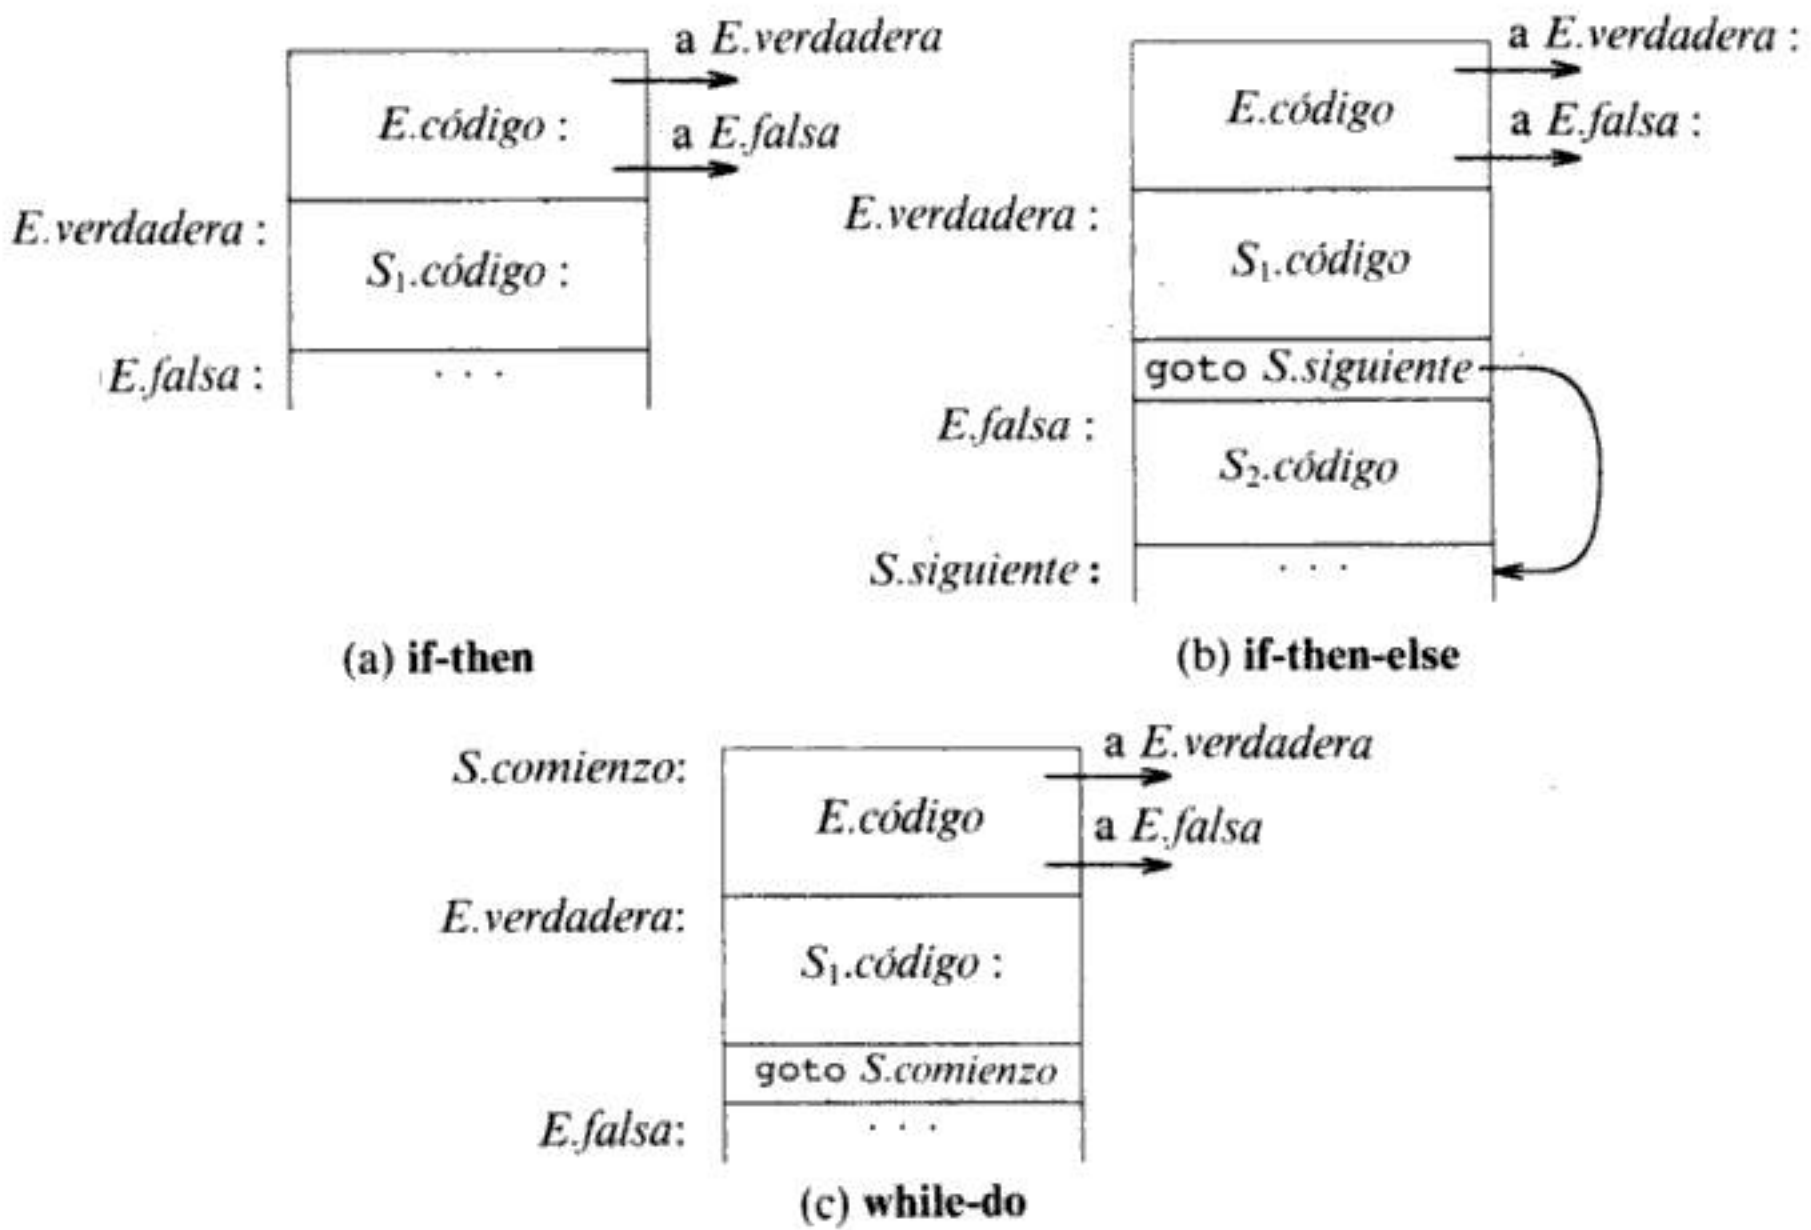 a E.verdadera
E.código :
a E.falsa
E.verdadera :
S₁.código :
E.falsa :
. . .
(a) if-then
a E.verdadera :
E.código
a E.falsa :
E.verdadera :
S₁.código
goto S.siguiente
E.falsa :
S₂.código
S.siguiente :
. . .
(b) if-then-else
S.comienzo:
a E.verdadera
E.código
a E.falsa
E.verdadera:
S₁.código :
goto S.comienzo
E.falsa:
. . .
(c) while-do